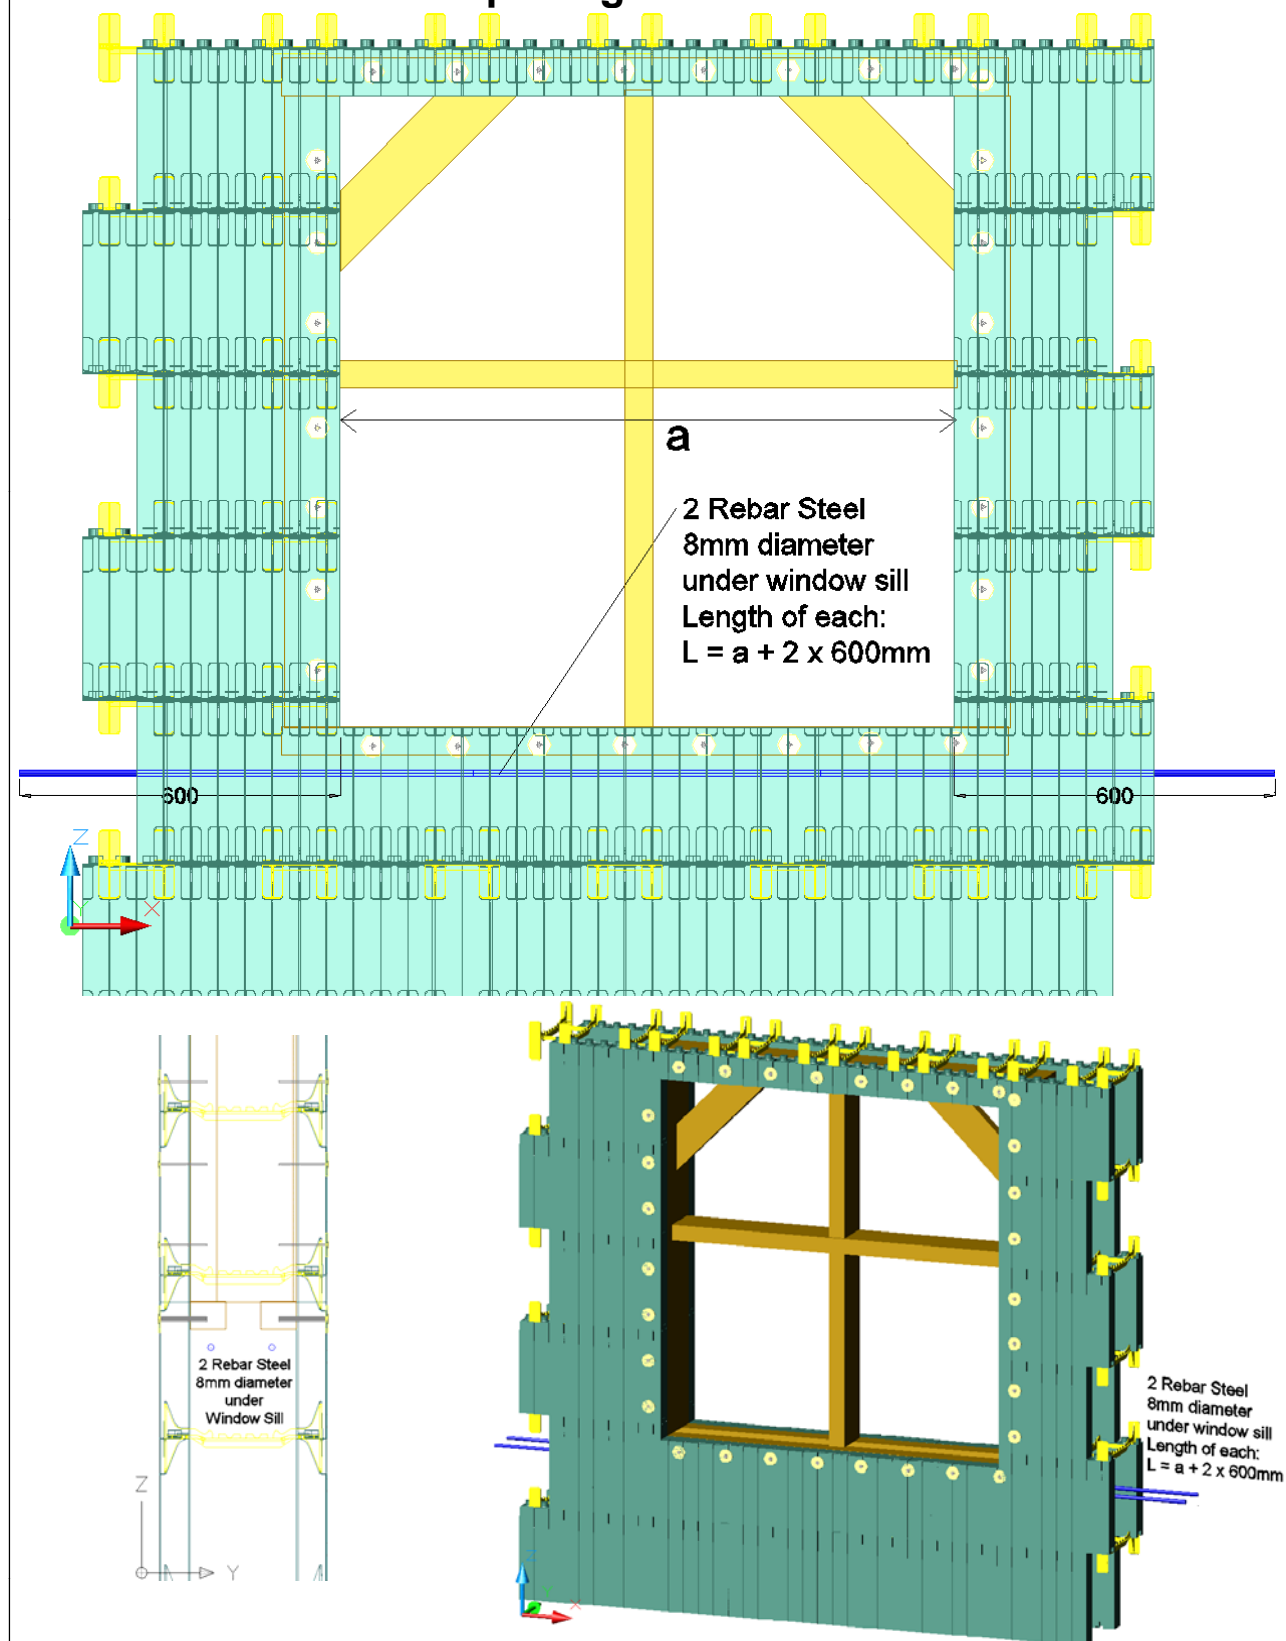 a
2 Rebar Steel
8mm diameter
under window sill
Length of each:
L = a + 2 x 600mm
600
600
Z
Y
X
2 Rebar Steel
8mm diameter
under
Window Sill
Z
Y
2 Rebar Steel
8mm diameter
under window sill
Length of each:
L = a + 2 x 600mm
Z
X